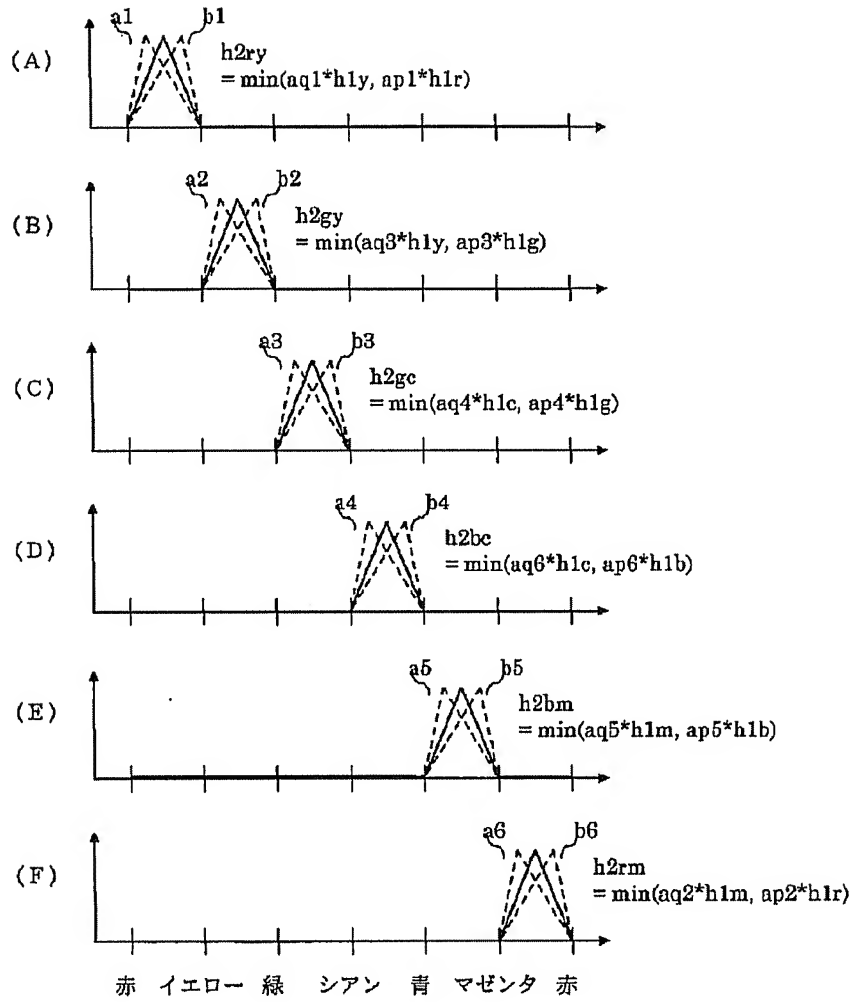 (A)
a1
b1
h2ry
= min(aq1*h1y, ap1*h1r)
(B)
a2
b2
h2gy
= min(aq3*h1y, ap3*h1g)
(C)
a3
b3
h2gc
= min(aq4*h1c, ap4*h1g)
(D)
a4
b4
h2bc
= min(aq6*h1c, ap6*h1b)
(E)
a5
b5
h2bm
= min(aq5*h1m, ap5*h1b)
(F)
a6
b6
h2rm
= min(aq2*h1m, ap2*h1r)
赤 イエロー 緑 シアン 青 マゼンタ 赤